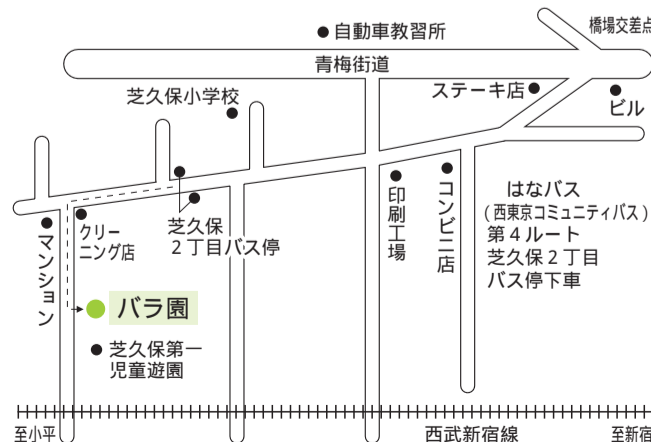 自動車教習所
橋場交差点
青梅街道
芝久保小学校
ステーキ店
ビル
芝久保
２丁目バス停
印刷工場
コンビニ店
はなバス
(西東京コミュニティバス)
第４ルート
芝久保２丁目
バス停下車
クリー
ニング店
マンション
バラ園
芝久保第一
児童遊園
至小平
西武新宿線
至新宿